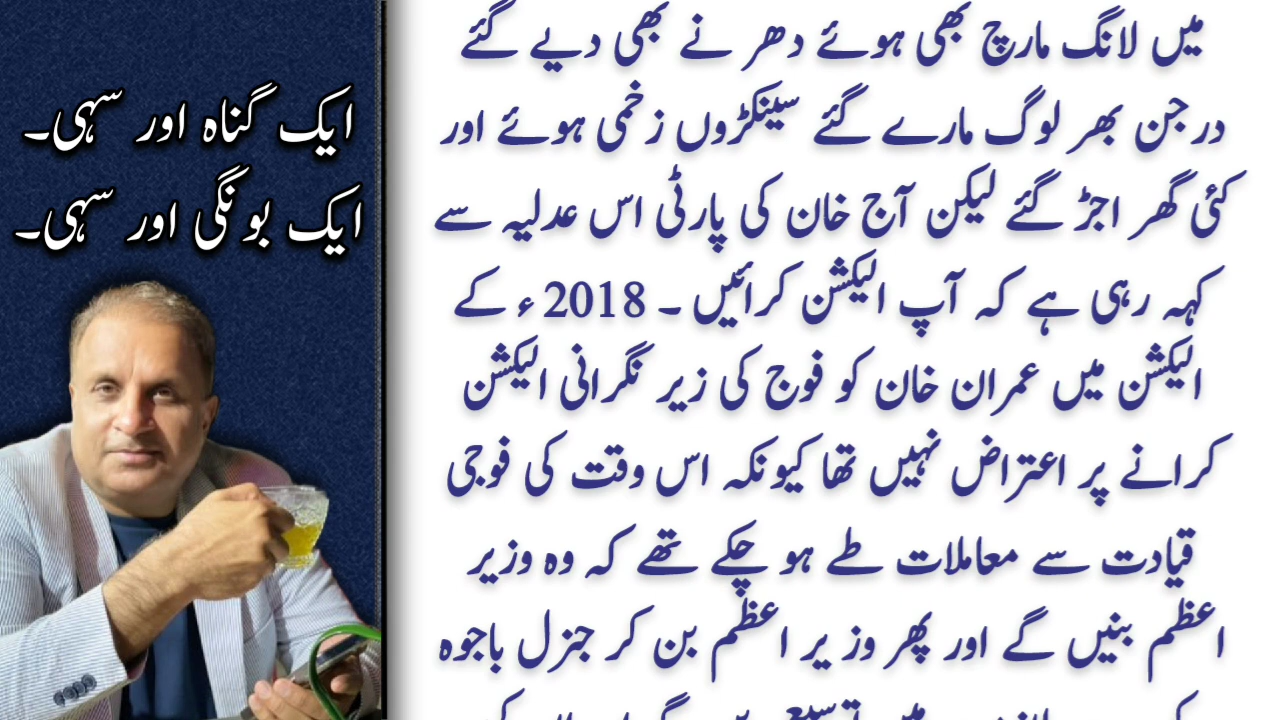 ایک گناہ اور سہی۔
ایک بونگی اور سہی۔
میں لانگ مارچ بھی ہوئے دھرنے بھی دیے گئے
درجن بھر لوگ مارے گئے سینکڑوں زخمی ہوئے اور
کئی گھر اجڑ گئے لیکن آج خان کی پارٹی اس عدلیہ سے
کہہ رہی ہے کہ آپ الیکشن کرائیں ۔ 2018ء کے
الیکشن میں عمران خان کو فوج کی زیر نگرانی الیکشن
کرانے پر اعتراض نہیں تھا کیونکہ اس وقت کی فوجی
قیادت سے معاملات طے ہو چکے تھے کہ وہ وزیر
اعظم بنیں گے اور پھر وزیر اعظم بن کر جنرل باجوہ